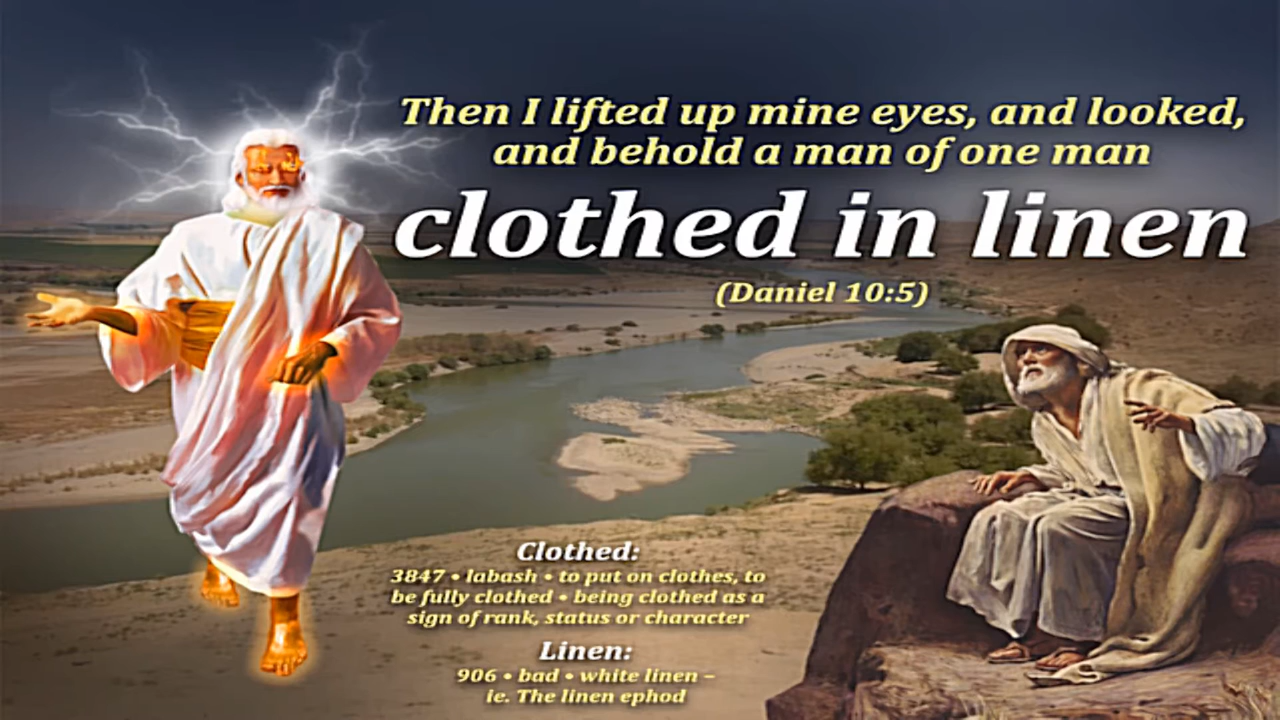 Then I lifted up mine eyes, and looked,
and behold a man of one man
clothed in linen
(Daniel 10:5)
Clothed:
3847 • labash • to put on clothes, to
be fully clothed • being clothed as a
sign of rank, status or character
Linen:
906 • bad • white linen –
ie. The linen ephod